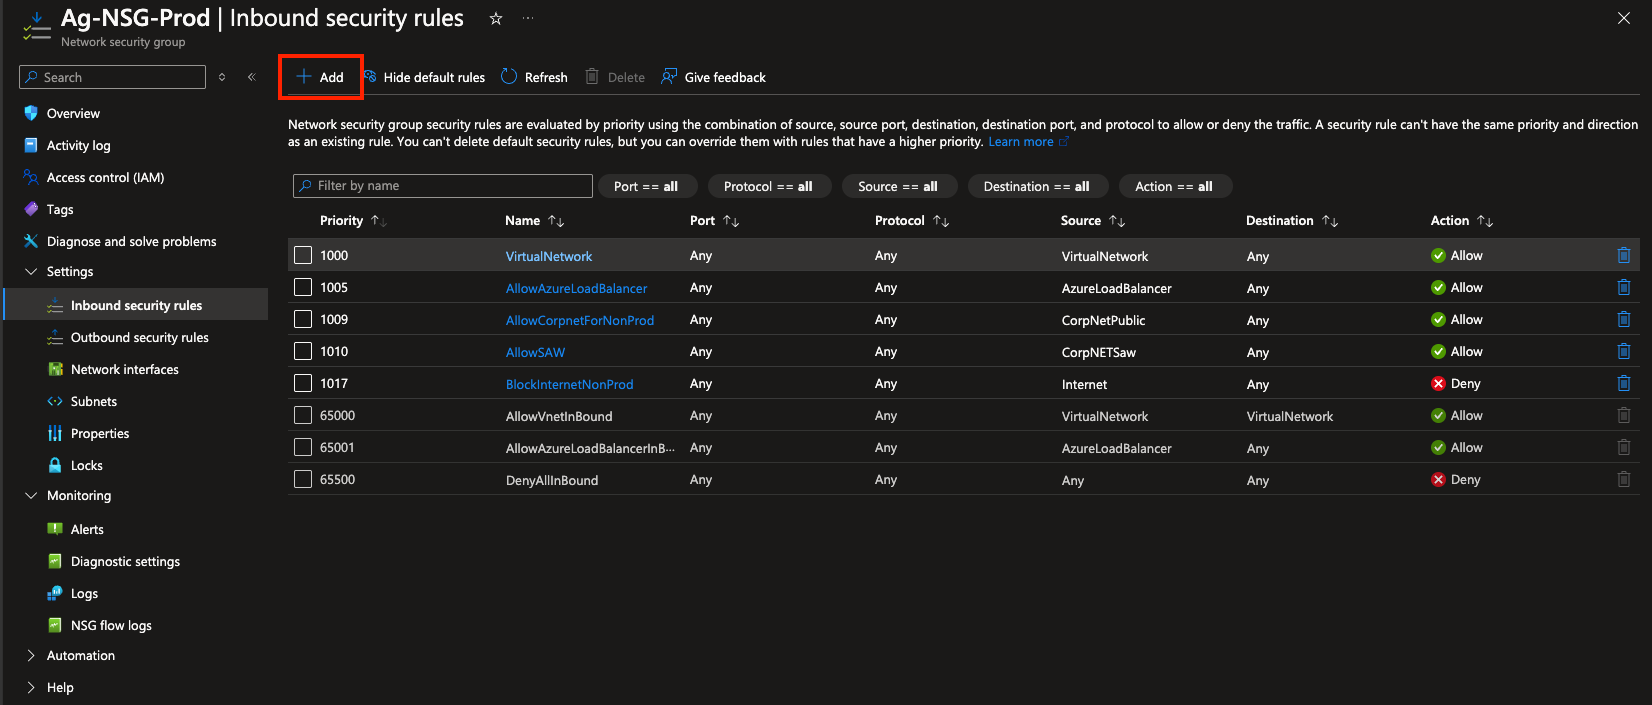 Ag-NSG-Prod | Inbound security rules
Network security group
Search
Add
Hide default rules
Refresh
Delete
Give feedback
Overview
Activity log
Access control (IAM)
Tags
Diagnose and solve problems
Settings
Inbound security rules
Outbound security rules
Network interfaces
Subnets
Properties
Locks
Monitoring
Alerts
Diagnostic settings
Logs
NSG flow logs
Automation
Help
Network security group security rules are evaluated by priority using the combination of source, source port, destination, destination port, and protocol to allow or deny the traffic. A security rule can't have the same priority and direction
as an existing rule. You can't delete default security rules, but you can override them with rules that have a higher priority. Learn more
Filter by name
Port == all
Protocol == all
Source == all
Destination == all
Action == all
Priority Name Port Protocol Source Destination Action
1000 VirtualNetwork Any Any VirtualNetwork Any Allow
1005 AllowAzureLoadBalancer Any Any AzureLoadBalancer Any Allow
1009 AllowCorpnetForNonProd Any Any CorpNetPublic Any Allow
1010 AllowSAW Any Any CorpNETSaw Any Allow
1017 BlockInternetNonProd Any Any Internet Any Deny
65000 AllowVnetInBound Any Any VirtualNetwork VirtualNetwork Allow
65001 AllowAzureLoadBalancerInB... Any Any AzureLoadBalancer Any Allow
65500 DenyAllInBound Any Any Any Any Deny